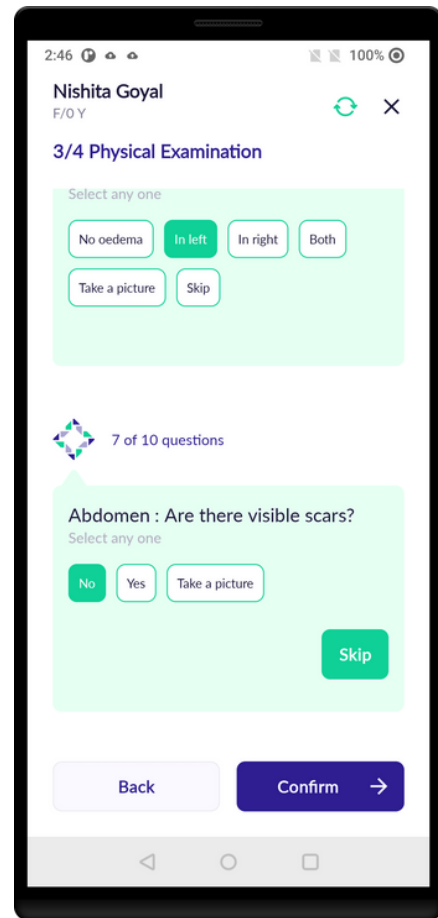 2:46 100%
Nishita Goyal
F/0 Y
3/4 Physical Examination
Select any one
No oedema In left In right Both
Take a picture Skip
7 of 10 questions
Abdomen : Are there visible scars?
Select any one
No Yes Take a picture
Skip
Back Confirm